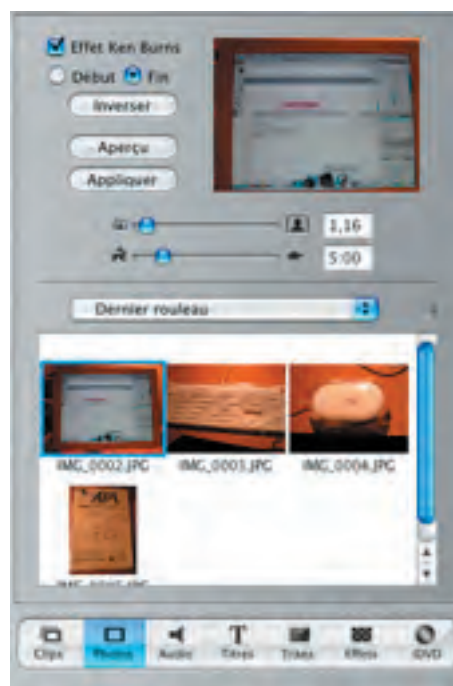 Effet Ken Burns
Début Fin
Inverser
Aperçu
Appliquer
1,16
5:00
Dernier rouleau
IMG_0002.JPG IMG_0003.JPG IMG_0004.JPG
Clips Photos Audio Titres Trans Effets iDVD